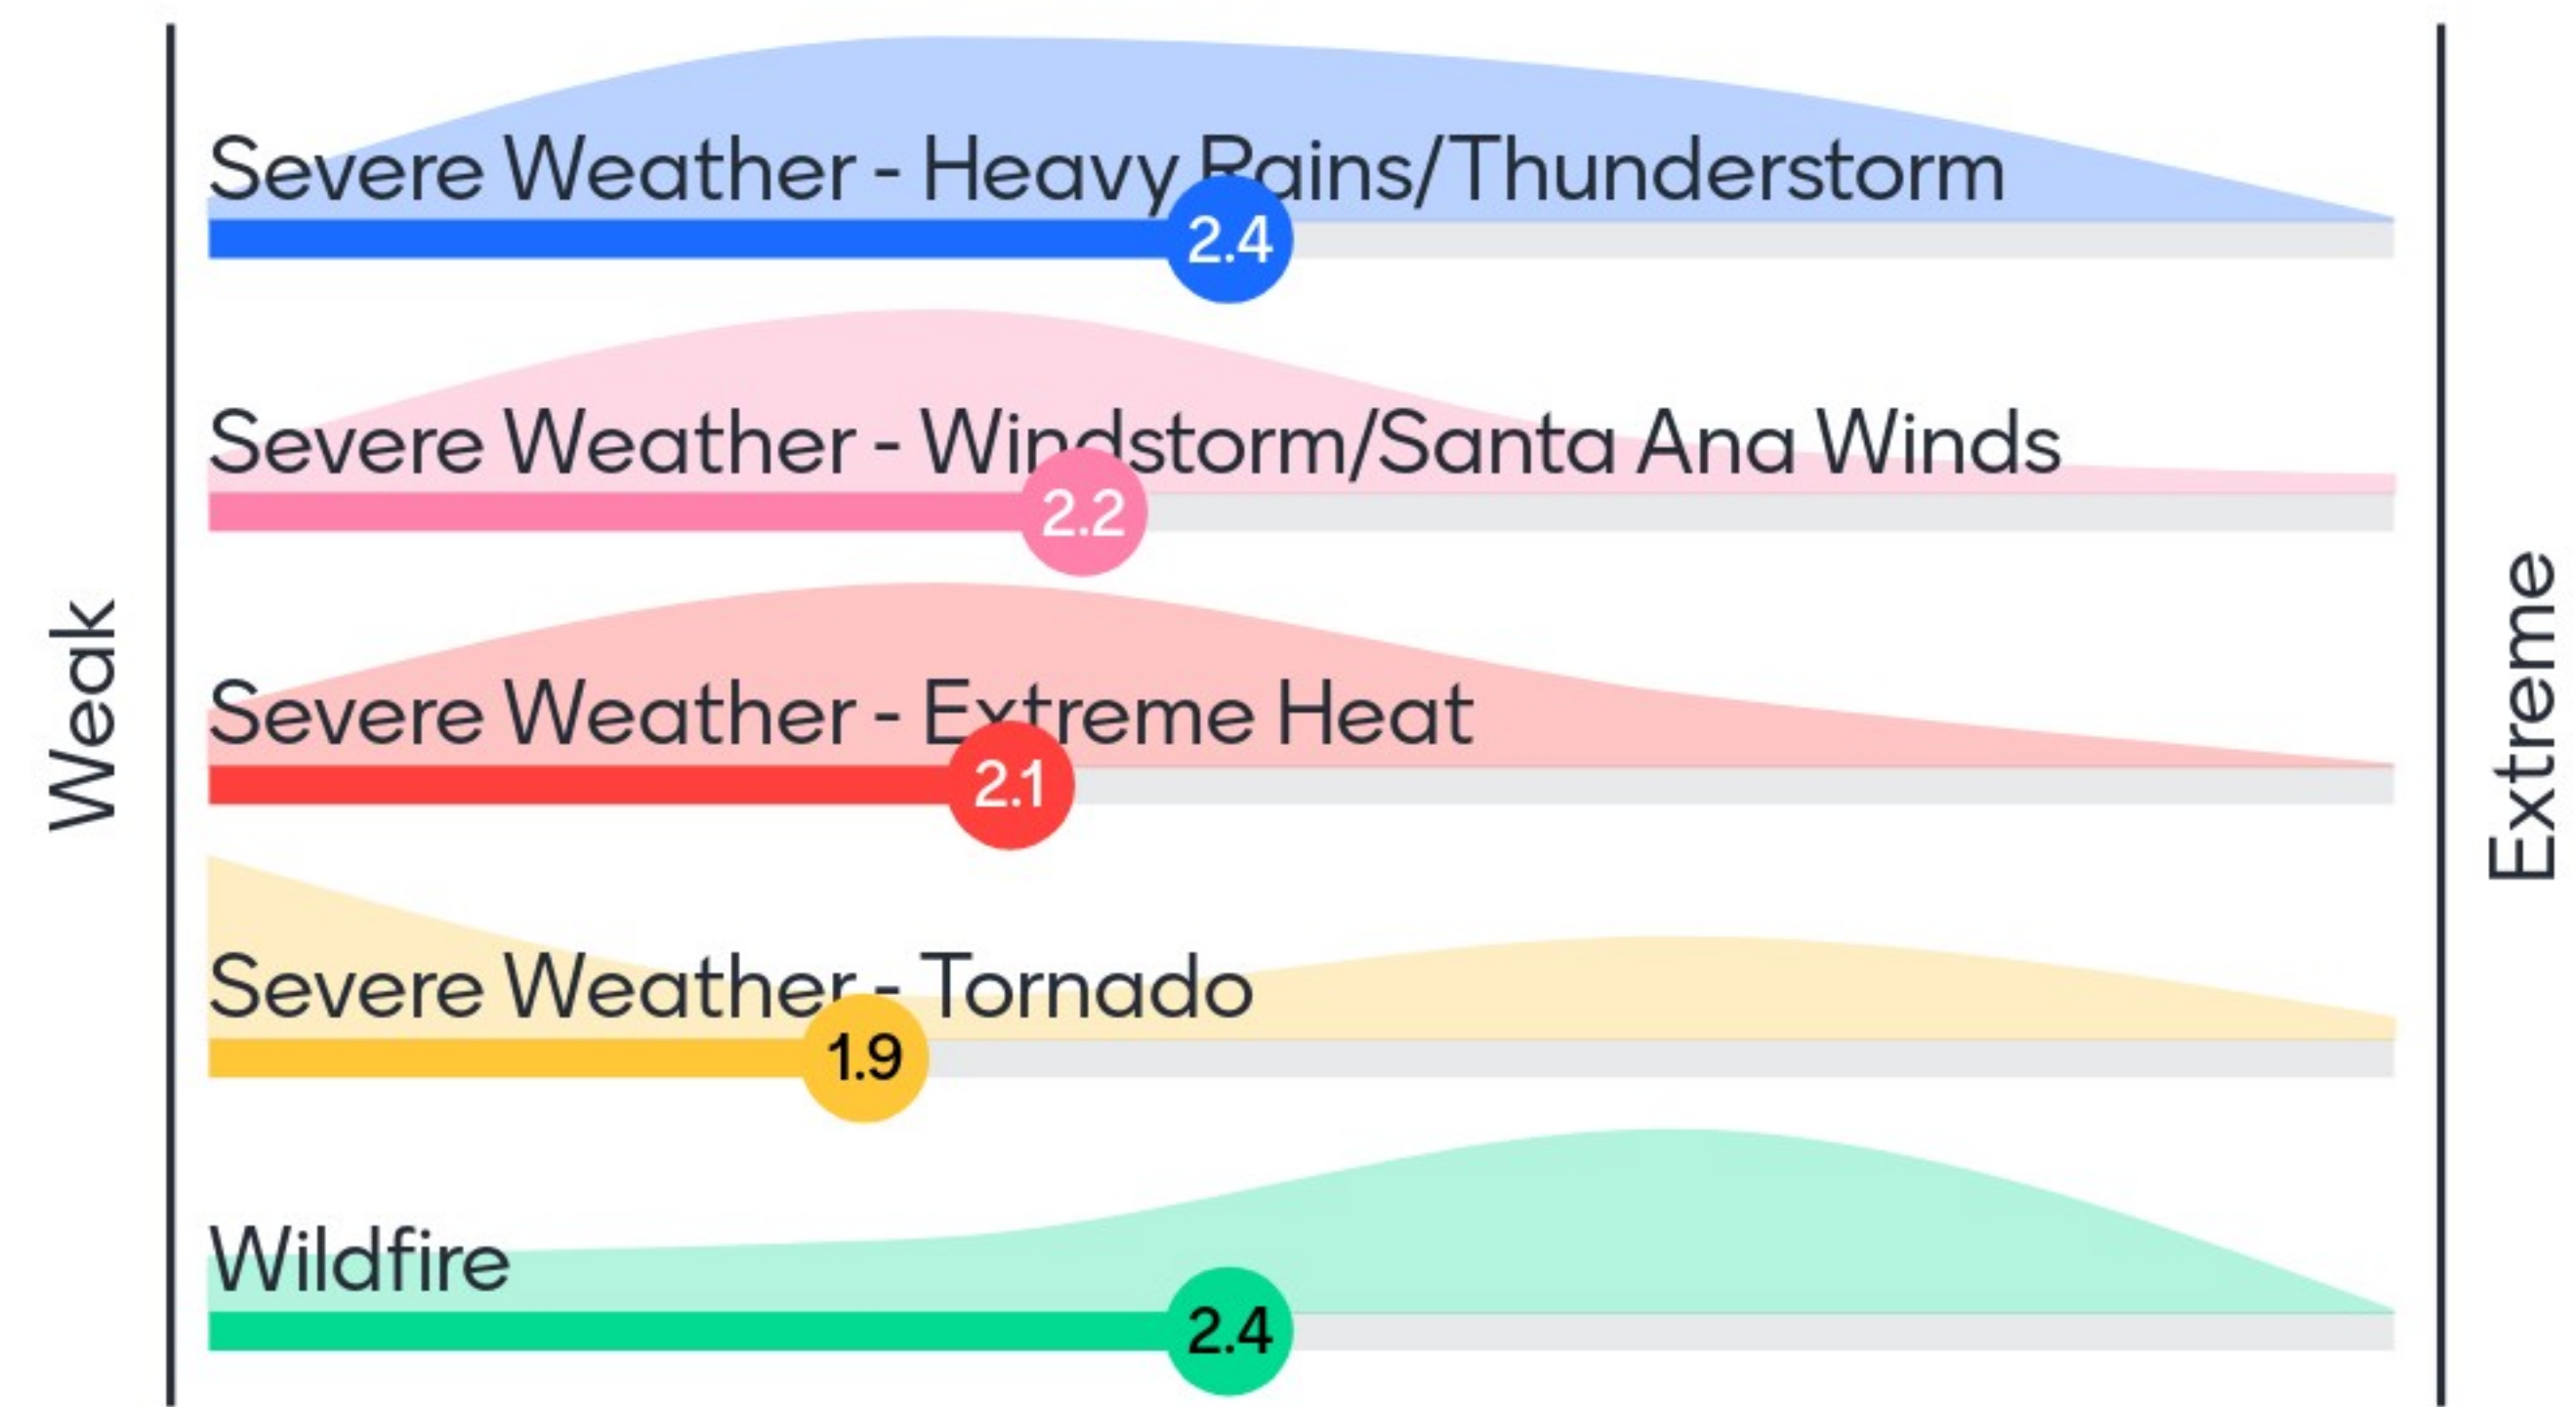 Severe Weather - Heavy Rains/Thunderstorm
2.4
Severe Weather - Windstorm/Santa Ana Winds
2.2
Weak
Extreme
Severe Weather - Extreme Heat
2.1
Severe Weather - Tornado
1.9
Wildfire
2.4